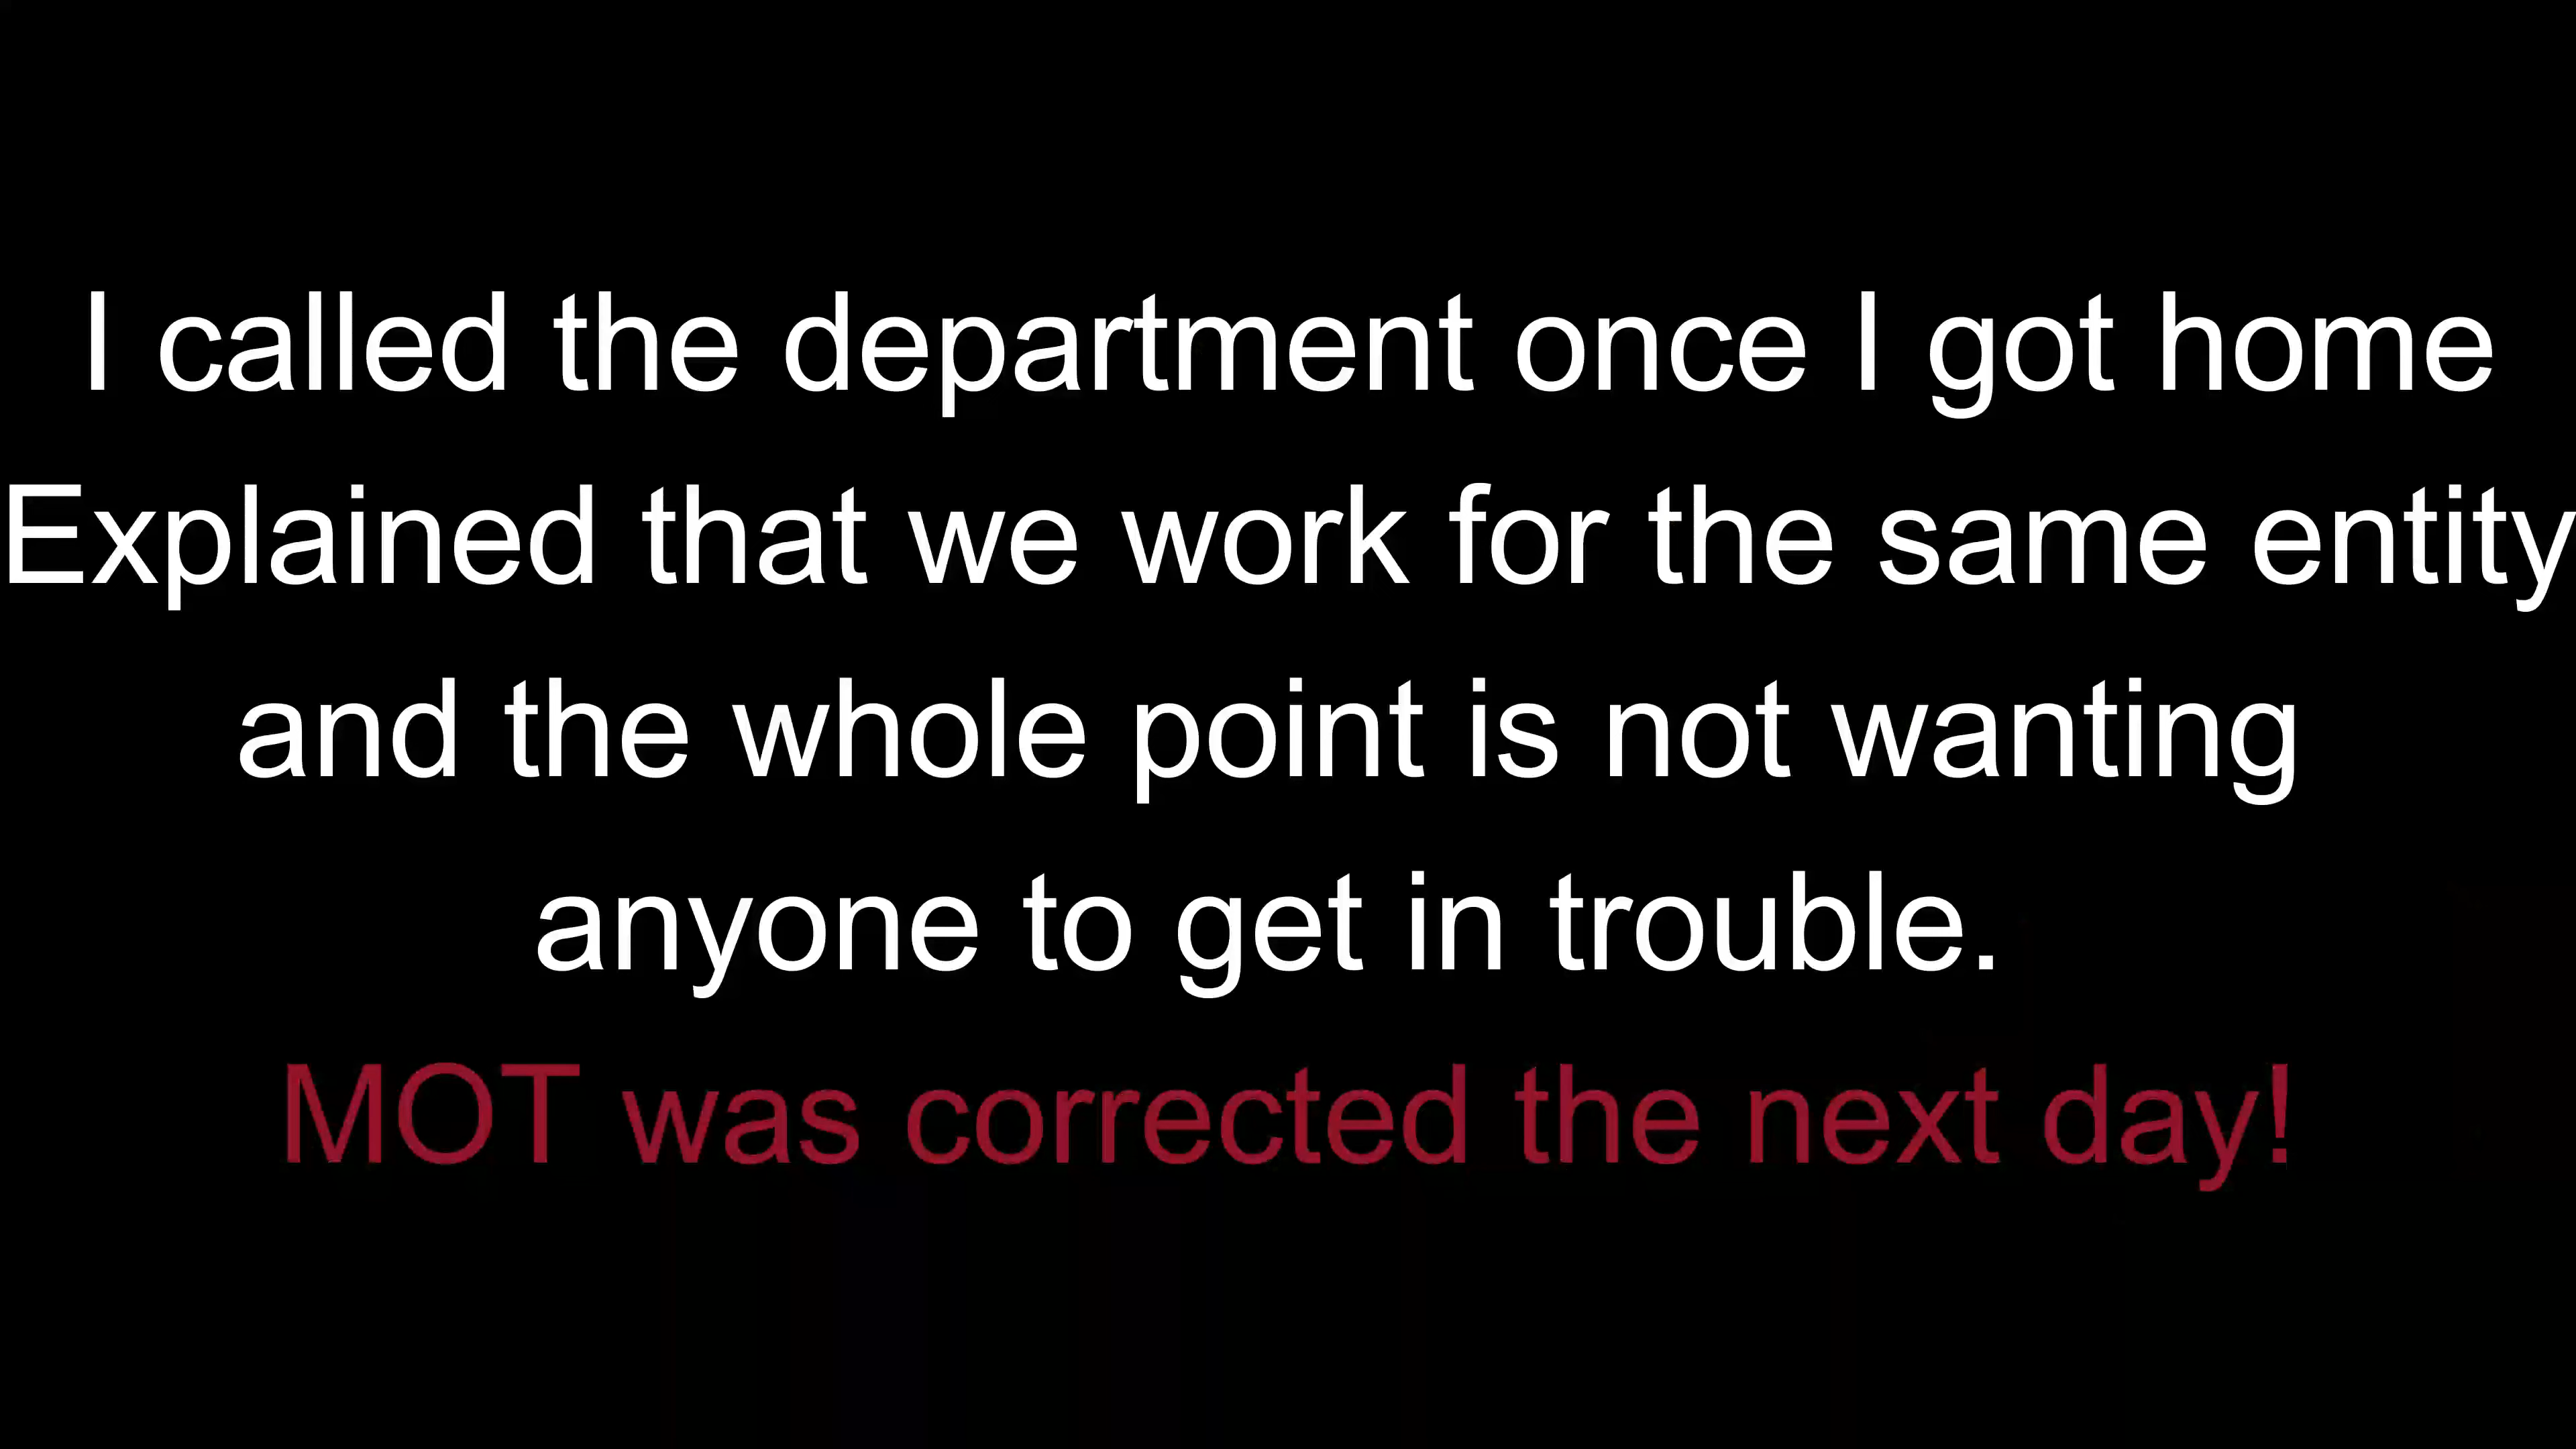 I called the department once I got home
Explained that we work for the same entity
and the whole point is not wanting
anyone to get in trouble.
MOT was corrected the next day!